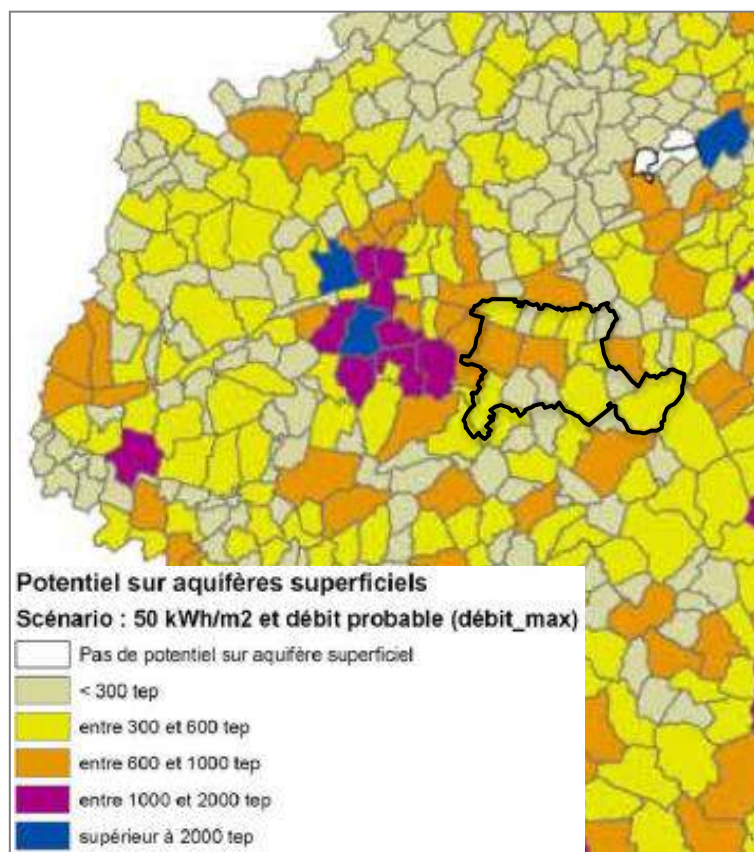 Potentiel sur aquifères superficiels
Scénario : 50 kWh/m2 et débit probable (débit_max)
Pas de potentiel sur aquifère superficiel
< 300 tep
entre 300 et 600 tep
entre 600 et 1000 tep
entre 1000 et 2000 tep
supérieur à 2000 tep